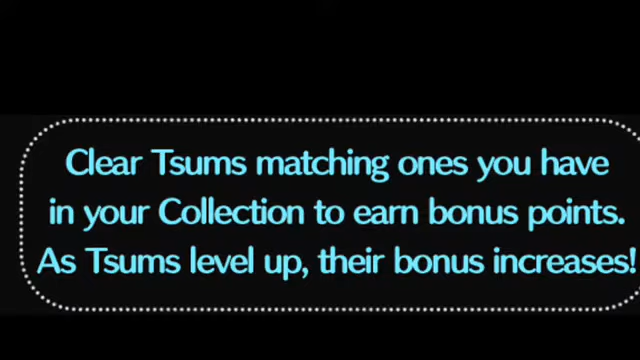 Clear Tsums matching ones you have
in your Collection to earn bonus points.
As Tsums level up, their bonus increases!